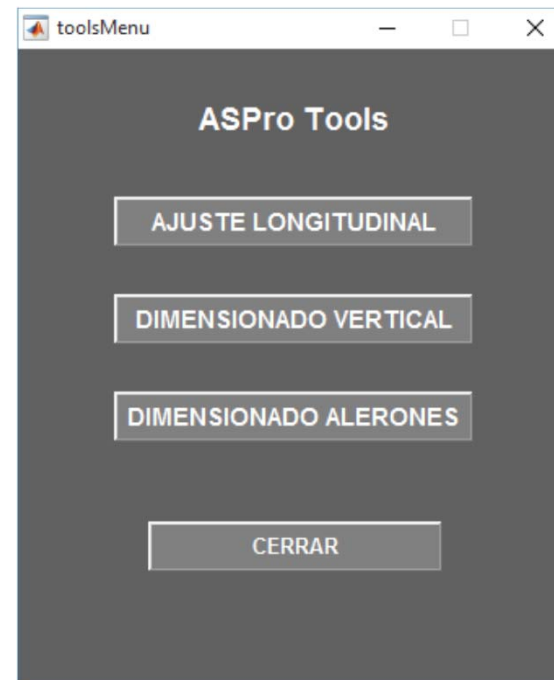 toolsMenu
ASPro Tools
AJUSTE LONGITUDINAL
DIMENSIONADO VERTICAL
DIMENSIONADO ALERONES
CERRAR